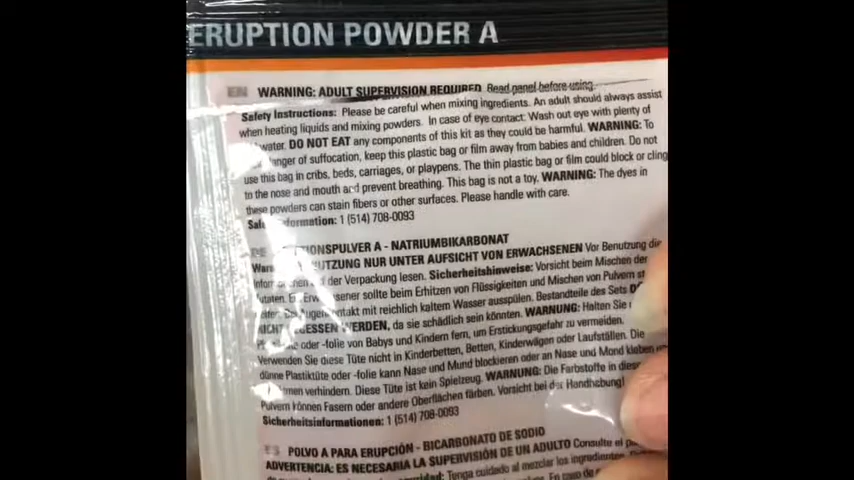 ERUPTION POWDER A
EN WARNING: ADULT SUPERVISION REQUIRED Read panel before using.
Safety Instructions: Please be careful when mixing ingredients. An adult should always assist
when heating liquids and mixing powders. In case of eye contact: Wash out eye with plenty of
water. DO NOT EAT any components of this kit as they could be harmful. WARNING: To
danger of suffocation, keep this plastic bag or film away from babies and children. Do not
use this bag in cribs, beds, carriages, or playpens. The thin plastic bag or film could block or cling
to the nose and mouth and prevent breathing. This bag is not a toy. WARNING: The dyes in
these powders can stain fibers or other surfaces. Please handle with care.
1 (514) 708-0093
DE A - NATRIUMBIKARBONAT
NUR UNTER AUFSICHT VON ERWACHSENEN Vor Benutzung die
der Verpackung lesen. Sicherheitshinweise: Vorsicht beim Mischen der
sollte beim Erhitzen von Flüssigkeiten und Mischen von Pulvern
mit reichlich kaltem Wasser ausspülen. Bestandteile des Sets
WERDEN, da sie schädlich sein könnten. WARNUNG: Halten Sie
oder -folie von Babys und Kindern fern, um Erstickungsgefahr zu vermeiden.
Verwenden Sie diese Tüte nicht in Kinderbetten, Betten, Kinderwägen oder Laufställen. Die
dünne Plastiktüte oder -folie kann Nase und Mund blockieren oder an Nase und Mond kleben
verhindern. Diese Tüte ist kein Spielzeug. WARNUNG: Die Farbstoffe in
Pulvern können Fasern oder andere Oberflächen färben. Vorsicht bei der Handhabung!
Sicherheitsinformationen: 1 (514) 708-0093
ES POLVO A PARA ERUPCIÓN - BICARBONATO DE SODIO
ADVERTENCIA: ES NECESARIA LA SUPERVISIÓN DE UN ADULTO Consulte el
Tenga cuidado al mezclar los